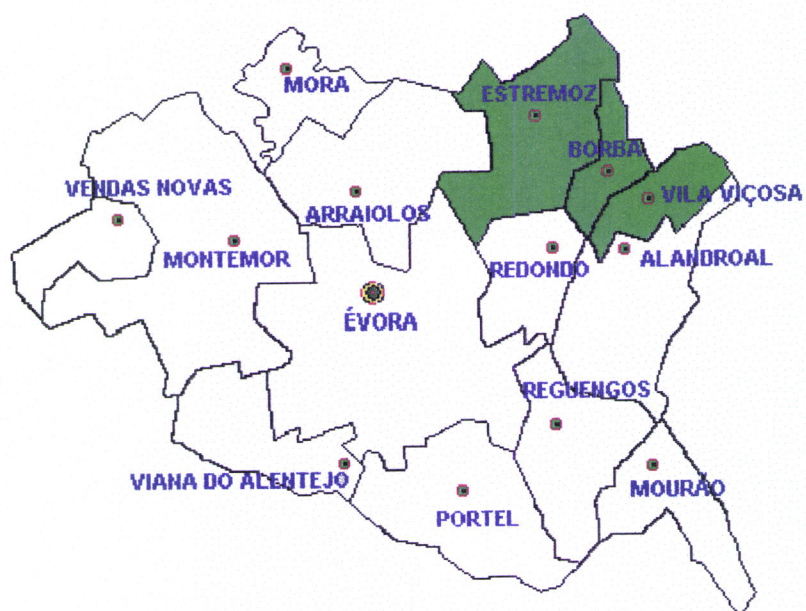 MORA
ESTREMOZ
BORBA
VENDAS NOVAS
VILA VIÇOSA
ARRAIOLOS
MONTEMOR
REDONDO
ALANDROAL
ÉVORA
REGUENGOS
VIANA DO ALENTEJO
MOURÃO
PORTEL